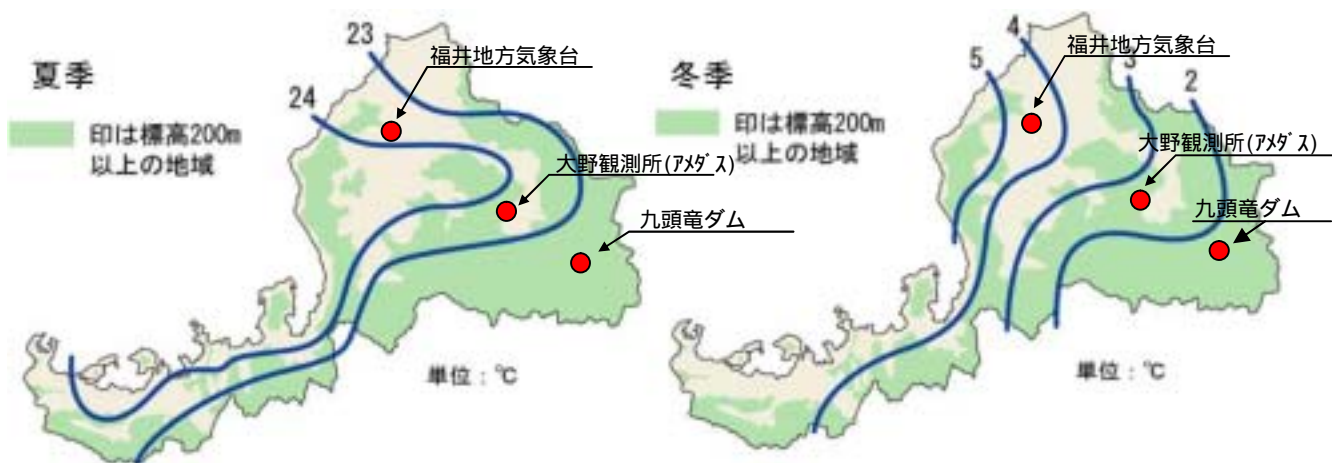 夏季
印は標高200m
以上の地域
23
24
福井地方気象台
大野観測所(ｱﾒﾀﾞｽ)
九頭竜ダム
単位：℃
冬季
印は標高200m
以上の地域
5
4
3
2
福井地方気象台
大野観測所(ｱﾒﾀﾞｽ)
九頭竜ダム
単位：℃